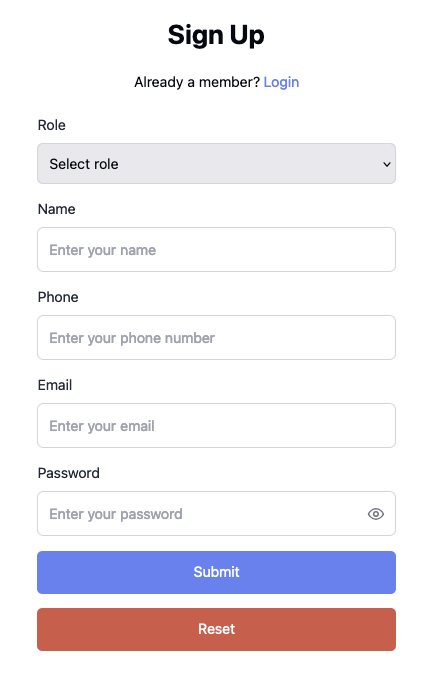 Sign Up
Already a member? Login
Role
Select role
Name
Enter your name
Phone
Enter your phone number
Email
Enter your email
Password
Enter your password
Submit
Reset